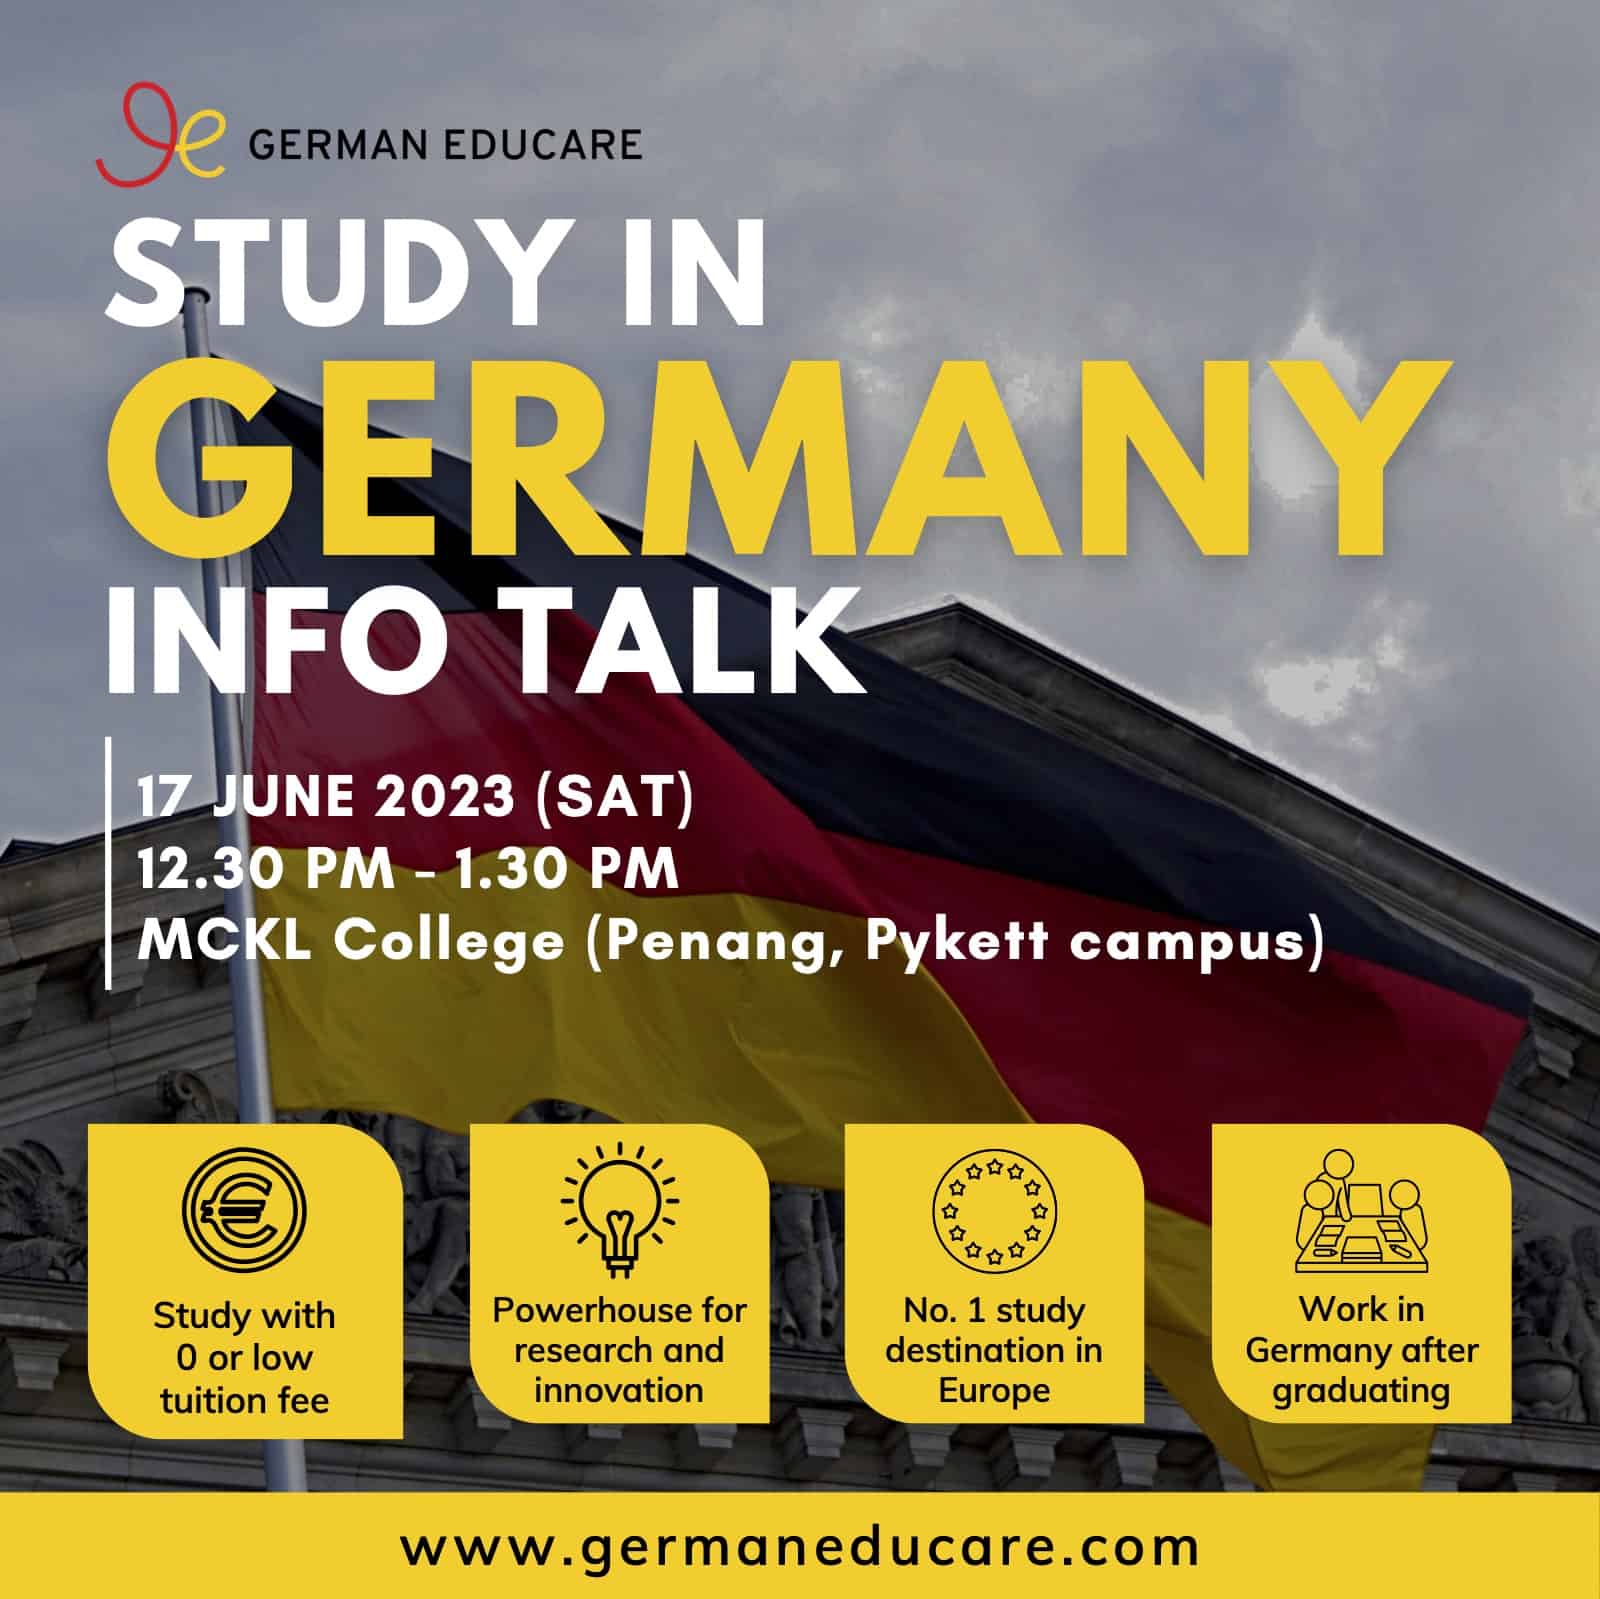 GERMAN EDUCARE
STUDY IN
GERMANY
INFO TALK
17 JUNE 2023 (SAT)
12.30 PM - 1.30 PM
MCKL College (Penang, Pykett campus)
Study with
0 or low
tuition fee
Powerhouse for
research and
innovation
No. 1 study
destination in
Europe
Work in
Germany after
graduating
www.germaneducare.com